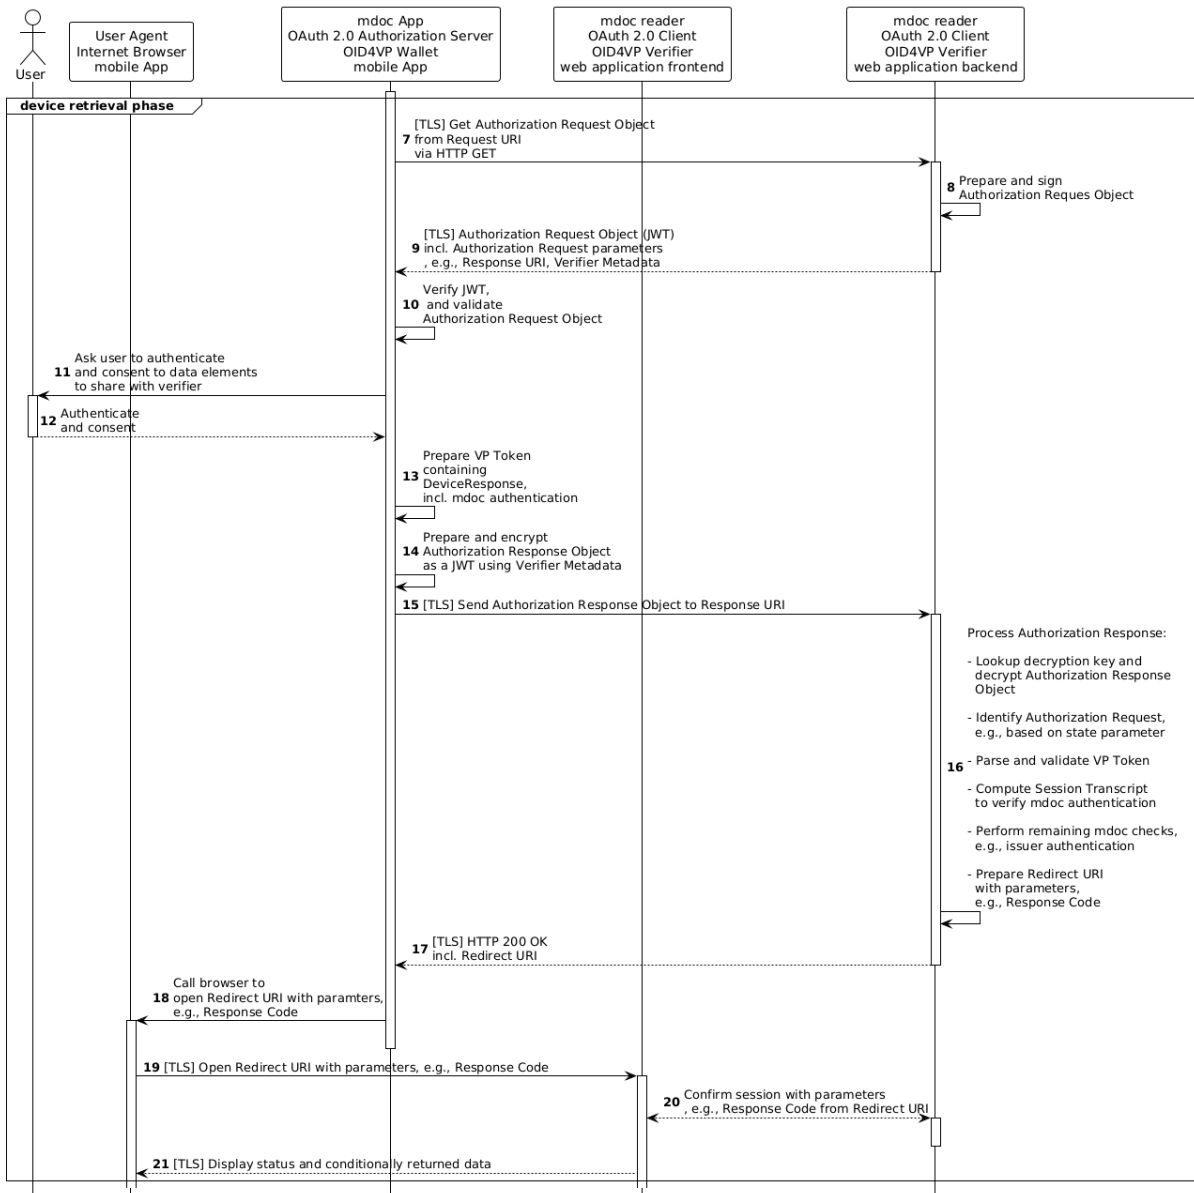 User
User Agent
Internet Browser
mobile App
mdoc App
OAuth 2.0 Authorization Server
OID4VP Wallet
mobile App
mdoc reader
OAuth 2.0 Client
OID4VP Verifier
web application frontend
mdoc reader
OAuth 2.0 Client
OID4VP Verifier
web application backend
device retrieval phase
[TLS] Get Authorization Request Object
7 from Request URI
via HTTP GET
8 Prepare and sign
Authorization Reques Object
[TLS] Authorization Request Object (JWT)
9 incl. Authorization Request parameters
, e.g., Response URI, Verifier Metadata
Verify JWT,
10 and validate
Authorization Request Object
Ask user to authenticate
11 and consent to data elements
to share with verifier
12 Authenticate
and consent
Prepare VP Token
13 containing
DeviceResponse,
incl. mdoc authentication
Prepare and encrypt
14 Authorization Response Object
as a JWT using Verifier Metadata
15 [TLS] Send Authorization Response Object to Response URI
Process Authorization Response:
- Lookup decryption key and
decrypt Authorization Response
Object
- Identify Authorization Request,
e.g., based on state parameter
16 - Parse and validate VP Token
- Compute Session Transcript
to verify mdoc authentication
- Perform remaining mdoc checks,
e.g., issuer authentication
- Prepare Redirect URI
with parameters,
e.g., Response Code
17 [TLS] HTTP 200 OK
incl. Redirect URI
Call browser to
18 open Redirect URI with paramters,
e.g., Response Code
19 [TLS] Open Redirect URI with parameters, e.g., Response Code
20 Confirm session with parameters
, e.g., Response Code from Redirect URI
21 [TLS] Display status and conditionally returned data